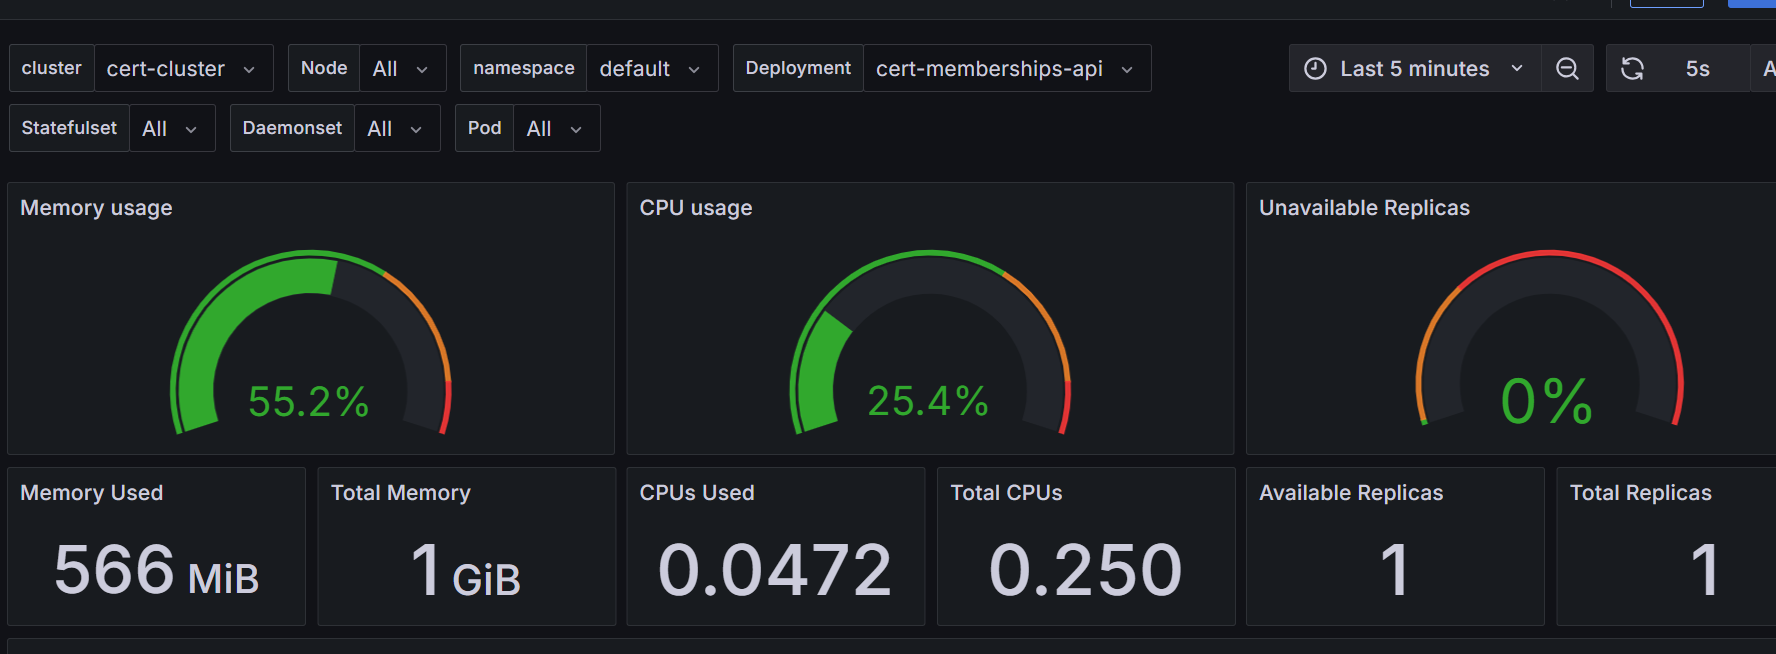 cluster cert-cluster Node All namespace default Deployment cert-memberships-api Last 5 minutes 5s
Statefulset All Daemonset All Pod All
Memory usage CPU usage Unavailable Replicas
55.2% 25.4% 0%
Memory Used Total Memory CPUs Used Total CPUs Available Replicas Total Replicas
566 MiB 1 GiB 0.0472 0.250 1 1